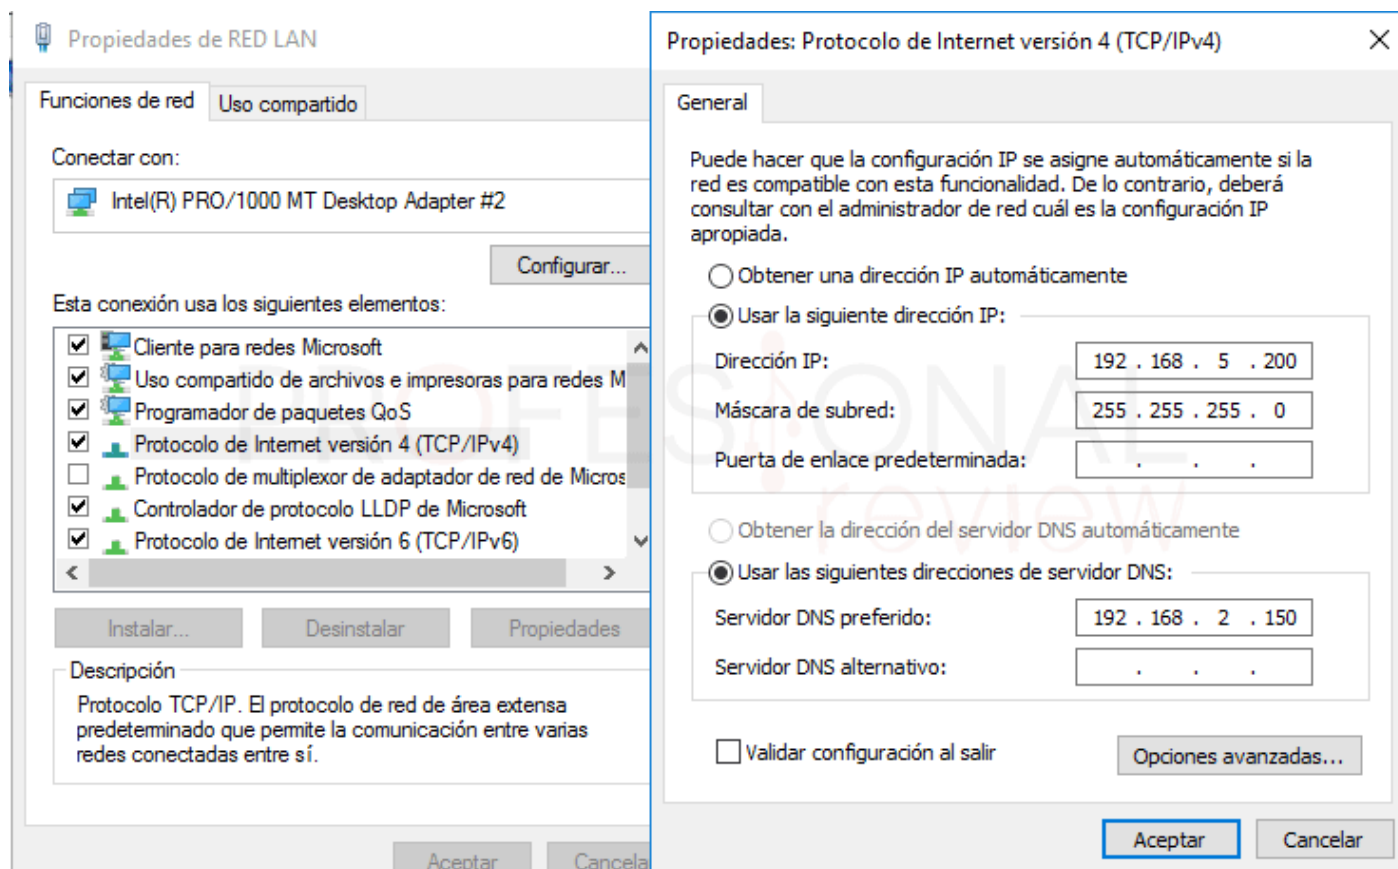 Propiedades de RED LAN
Funciones de red
Uso compartido
Conectar con:
Intel(R) PRO/1000 MT Desktop Adapter #2
Configurar...
Esta conexión usa los siguientes elementos:
Cliente para redes Microsoft
Uso compartido de archivos e impresoras para redes M
Programador de paquetes QoS
Protocolo de Internet versión 4 (TCP/IPv4)
Protocolo de multiplexor de adaptador de red de Micros
Controlador de protocolo LLDP de Microsoft
Protocolo de Internet versión 6 (TCP/IPv6)
Instalar...
Desinstalar
Propiedades
Descripción
Protocolo TCP/IP. El protocolo de red de área extensa
predeterminado que permite la comunicación entre varias
redes conectadas entre sí.
Aceptar
Cancela
Propiedades: Protocolo de Internet versión 4 (TCP/IPv4)
General
Puede hacer que la configuración IP se asigne automáticamente si la
red es compatible con esta funcionalidad. De lo contrario, deberá
consultar con el administrador de red cuál es la configuración IP
apropiada.
Obtener una dirección IP automáticamente
Usar la siguiente dirección IP:
Dirección IP: 192 . 168 . 5 . 200
Máscara de subred: 255 . 255 . 255 . 0
Puerta de enlace predeterminada: . . .
Obtener la dirección del servidor DNS automáticamente
Usar las siguientes direcciones de servidor DNS:
Servidor DNS preferido: 192 . 168 . 2 . 150
Servidor DNS alternativo: . . .
Validar configuración al salir
Opciones avanzadas...
Aceptar
Cancelar
PROFESIONAL
review